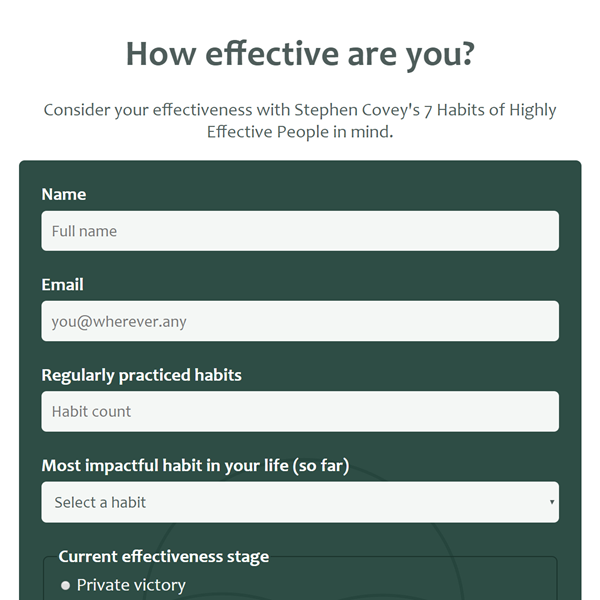 How effective are you?
Consider your effectiveness with Stephen Covey's 7 Habits of Highly
Effective People in mind.
Name
Full name
Email
you@wherever.any
Regularly practiced habits
Habit count
Most impactful habit in your life (so far)
Select a habit
Current effectiveness stage
Private victory